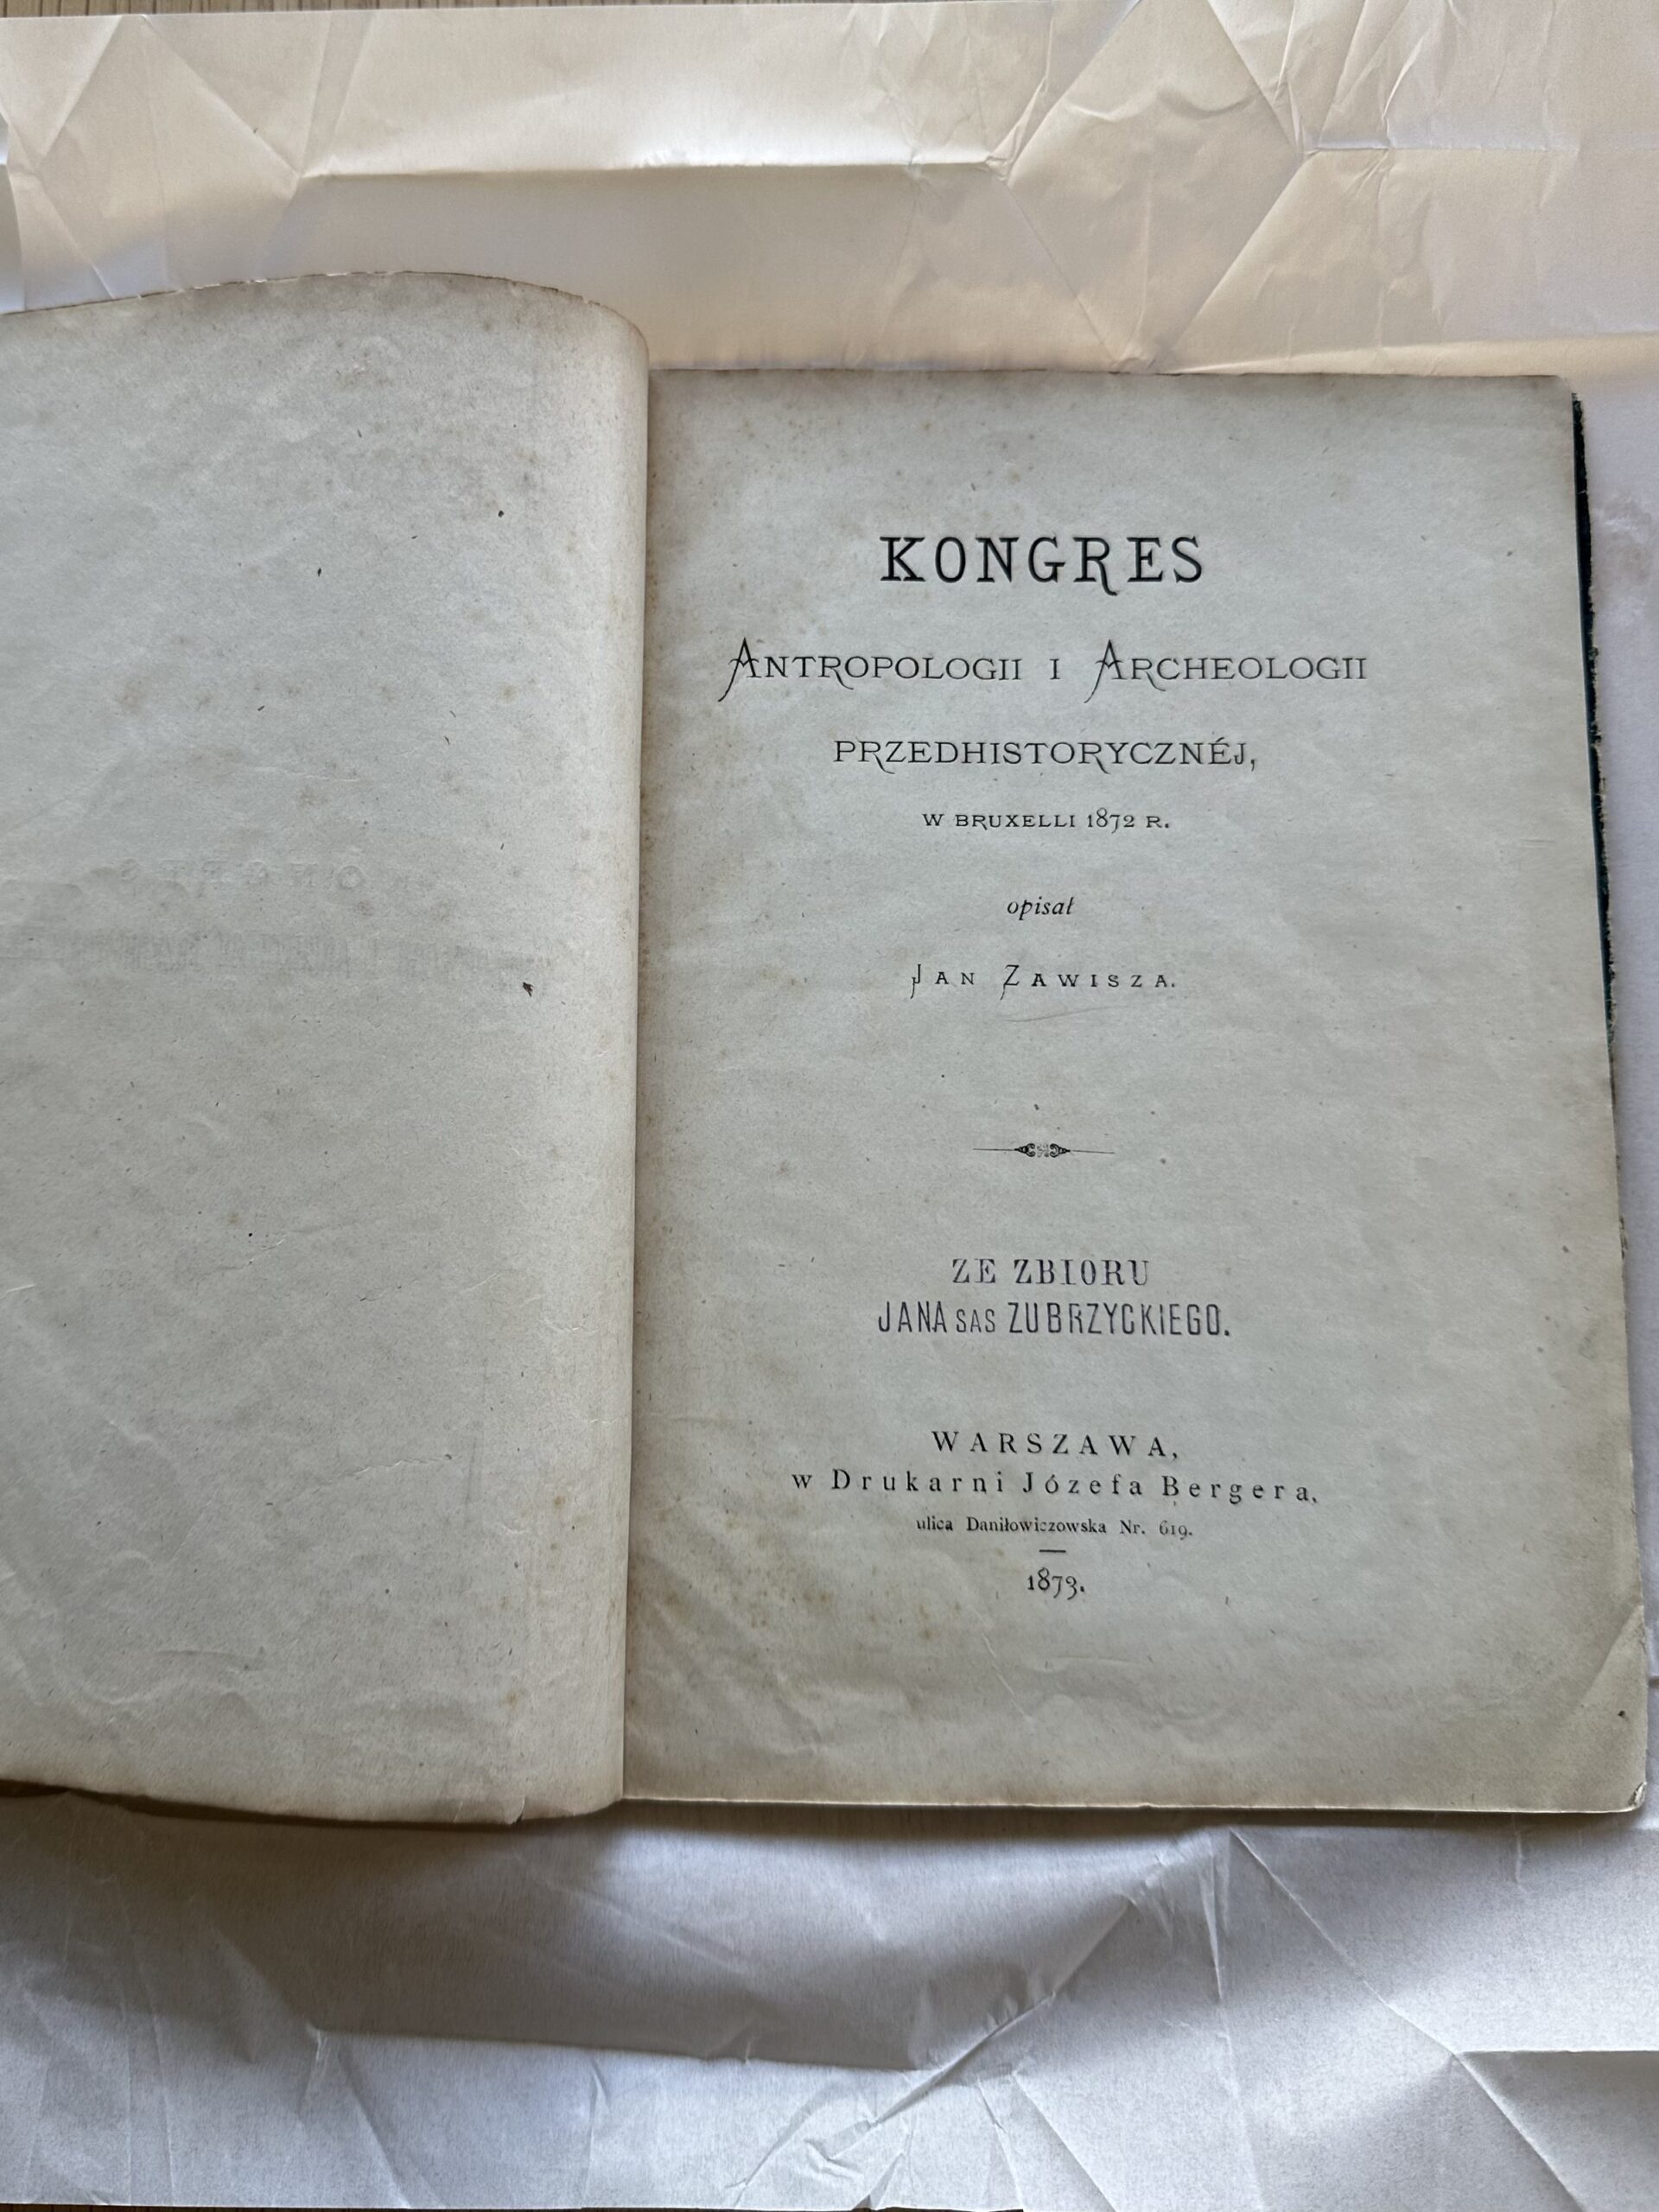 KONGRES
ANTROPOLOGII I ARCHEOLOGII
PRZEDHISTORYCZNÉJ,
W BRUXELLI 1872 R.
opisał
JAN ZAWISZA.
ZE ZBIORU
JANA SAS ZUBRZYCKIEGO.
WARSZAWA,
w Drukarni Józefa Bergera,
ulica Daniłowiczowska Nr. 619.
1873.